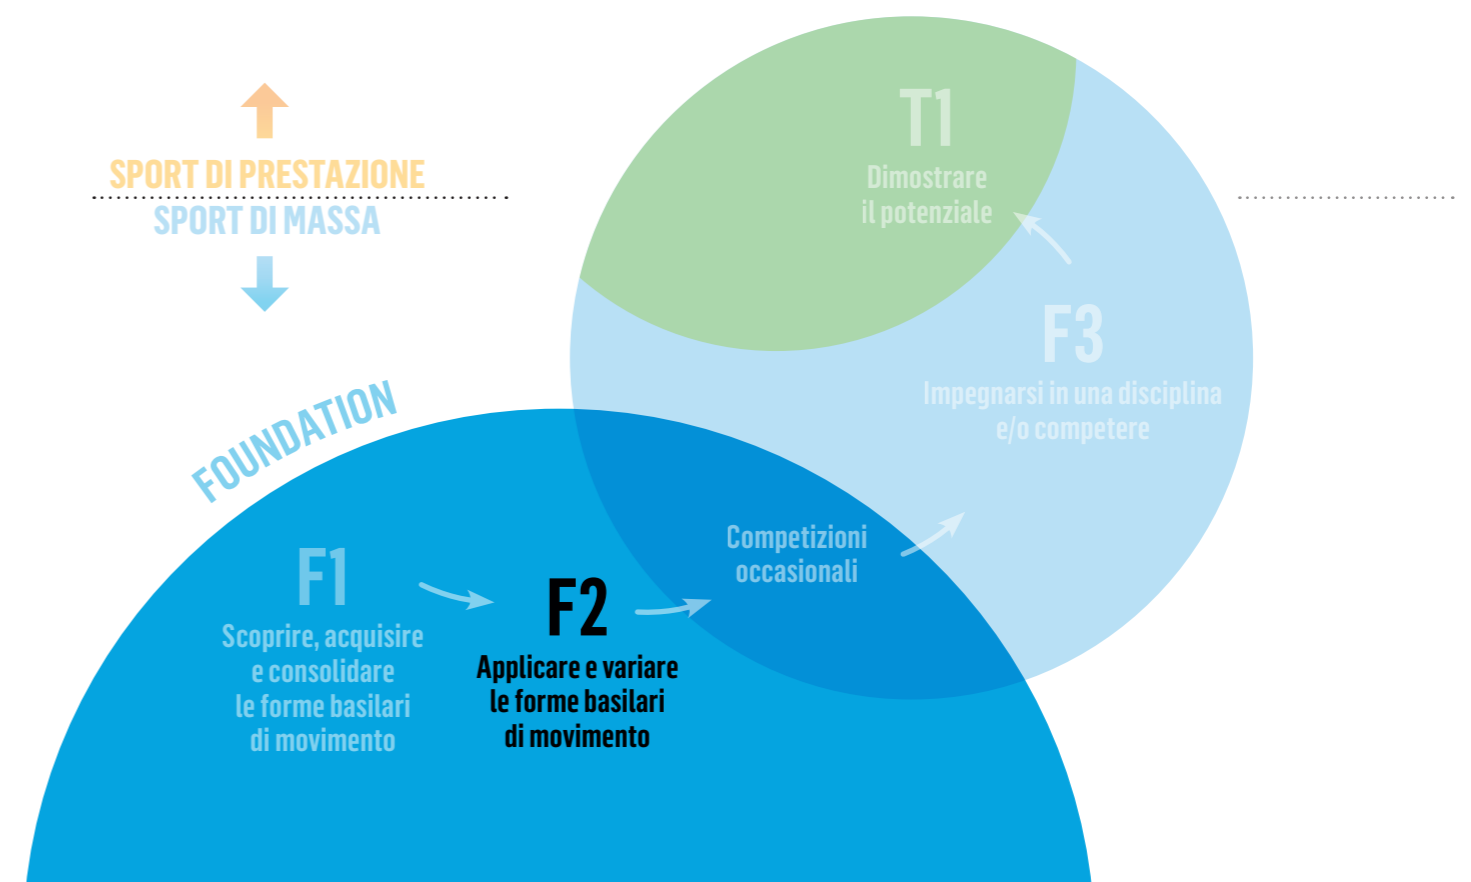 T1
Dimostrare
il potenziale
SPORT DI PRESTAZIONE
SPORT DI MASSA
F3
Impegnarsi in una disciplina
e/o competere
FOUNDATION
Competizioni
occasionali
F1
Scoprire, acquisire
e consolidare
le forme basilari
di movimento
F2
Applicare e variare
le forme basilari
di movimento